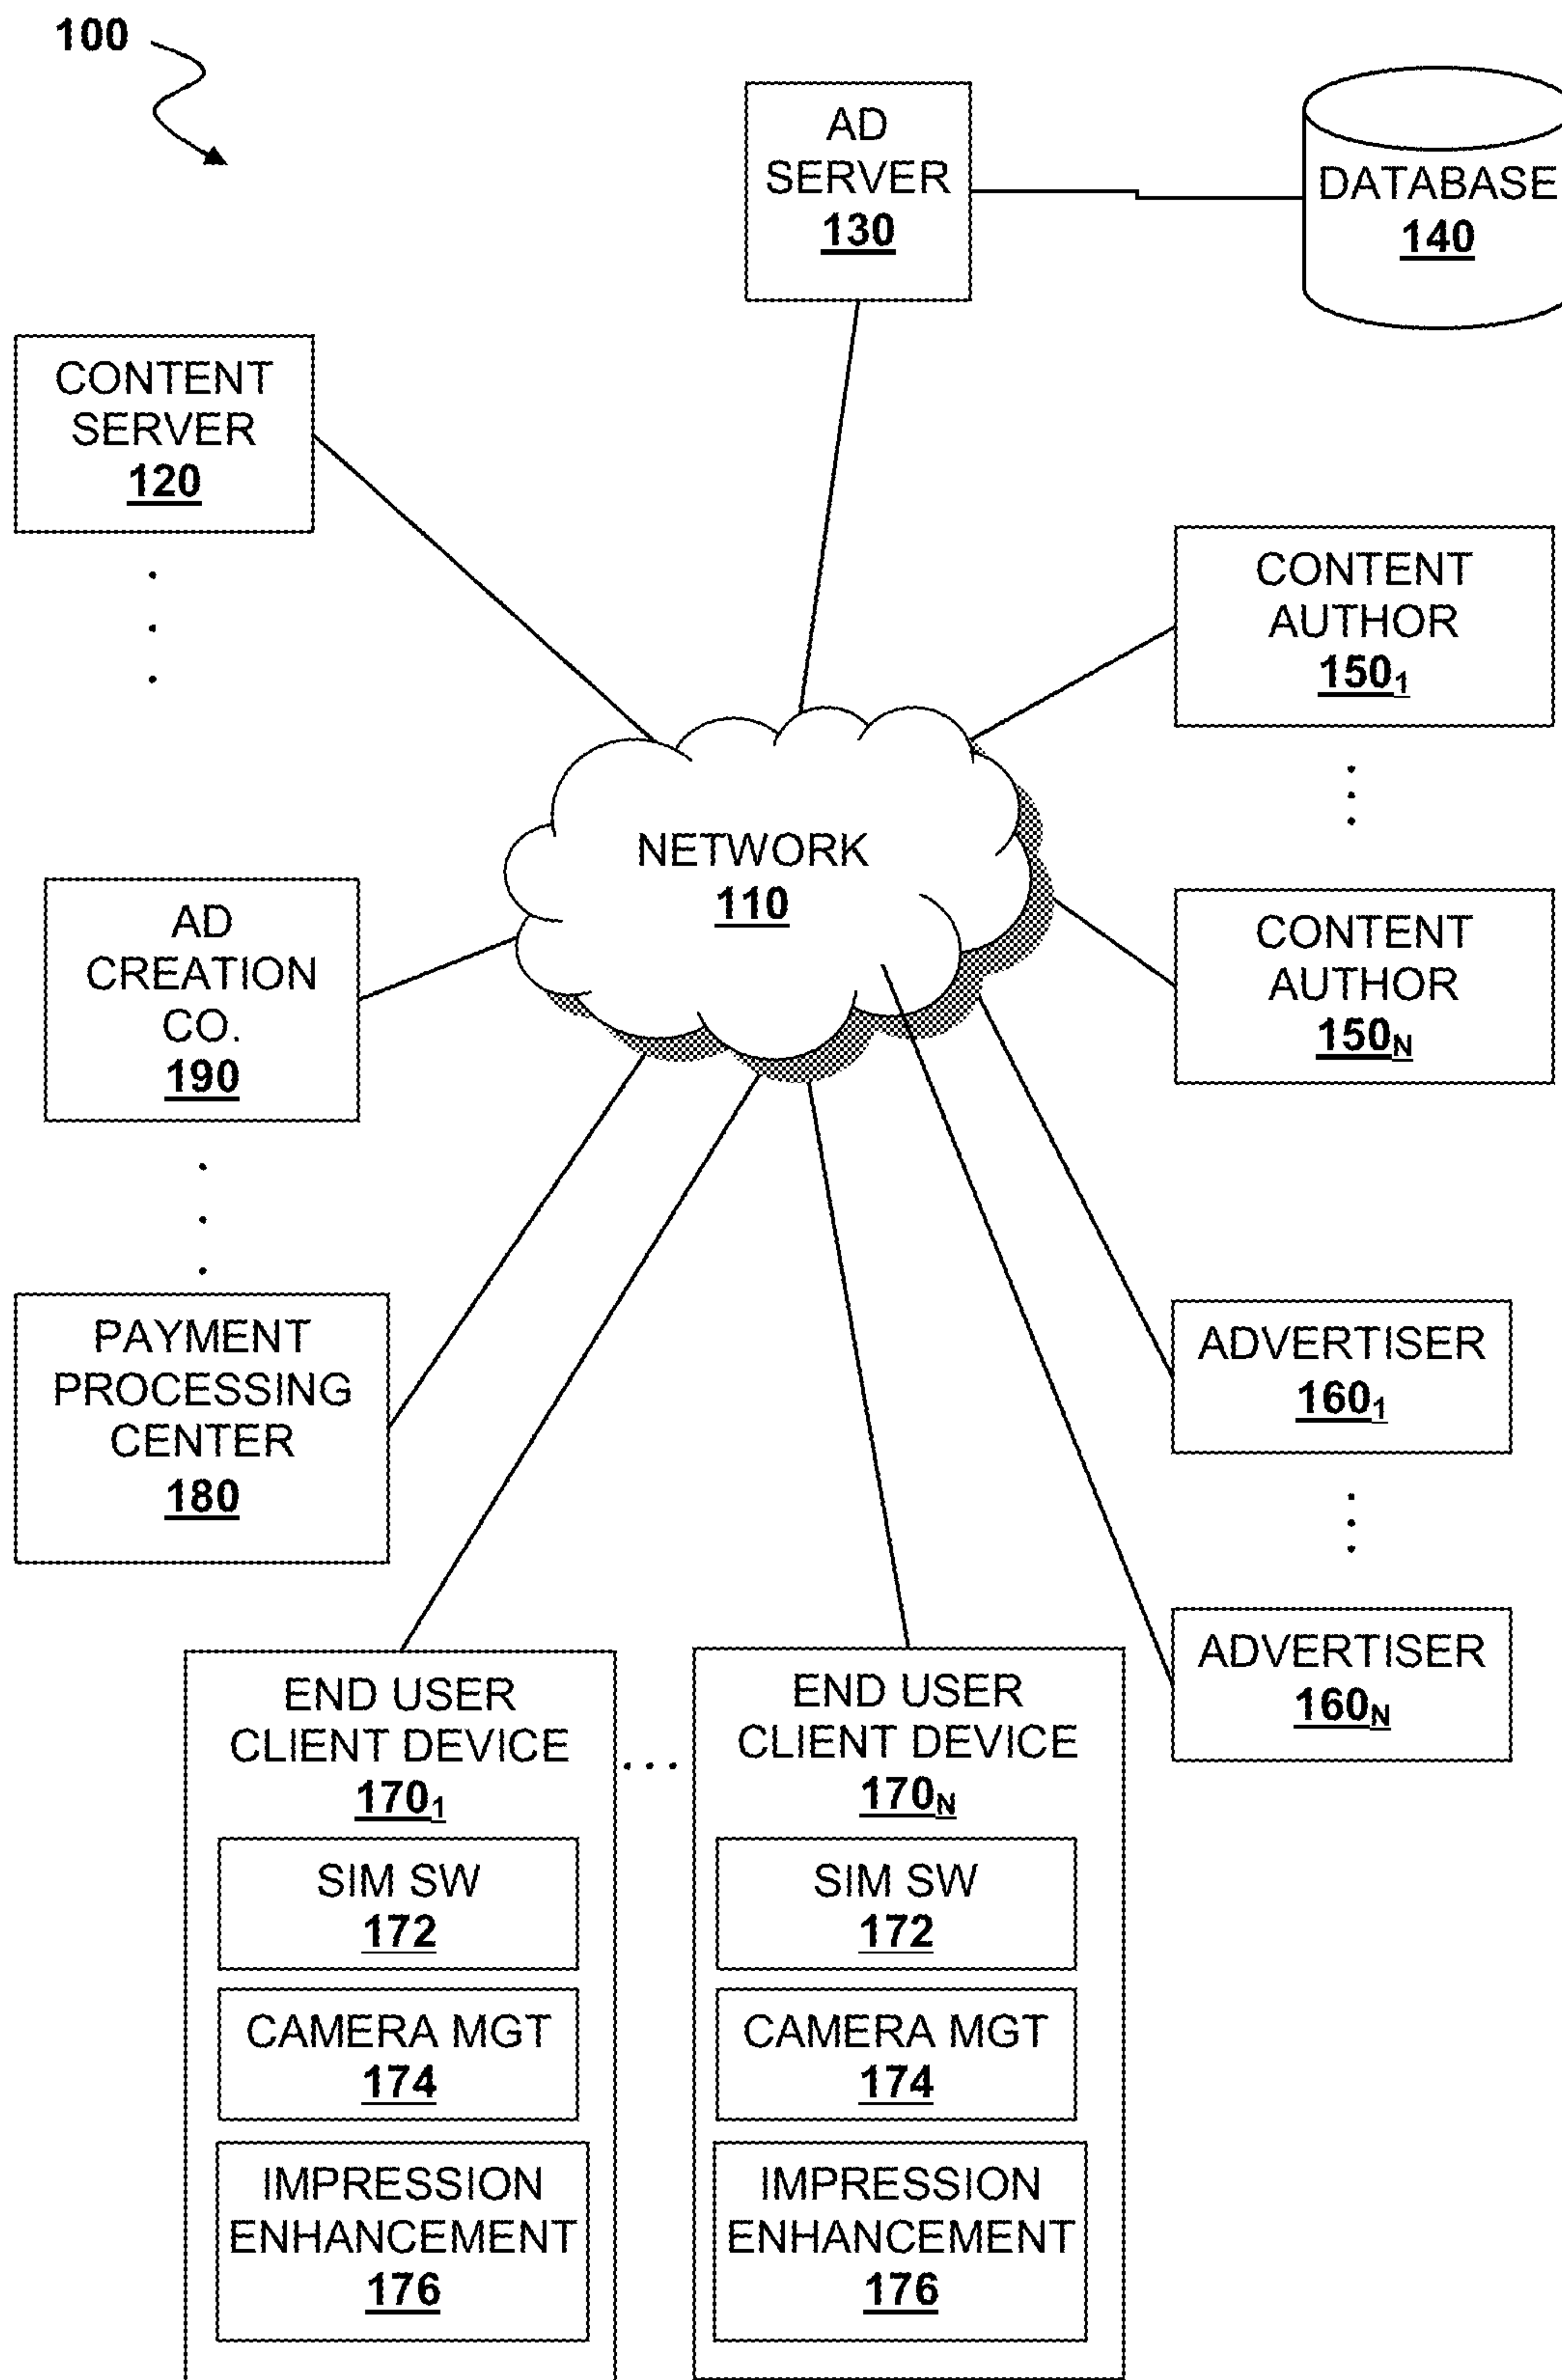 100
AD
SERVER
130
DATABASE
140
CONTENT
SERVER
120
CONTENT
AUTHOR
150₁
NETWORK
110
AD
CREATION
CO.
190
CONTENT
AUTHOR
150N
PAYMENT
PROCESSING
CENTER
180
ADVERTISER
160₁
ADVERTISER
160N
END USER
CLIENT DEVICE
170₁
SIM SW
172
CAMERA MGT
174
IMPRESSION
ENHANCEMENT
176
END USER
CLIENT DEVICE
170N
SIM SW
172
CAMERA MGT
174
IMPRESSION
ENHANCEMENT
176